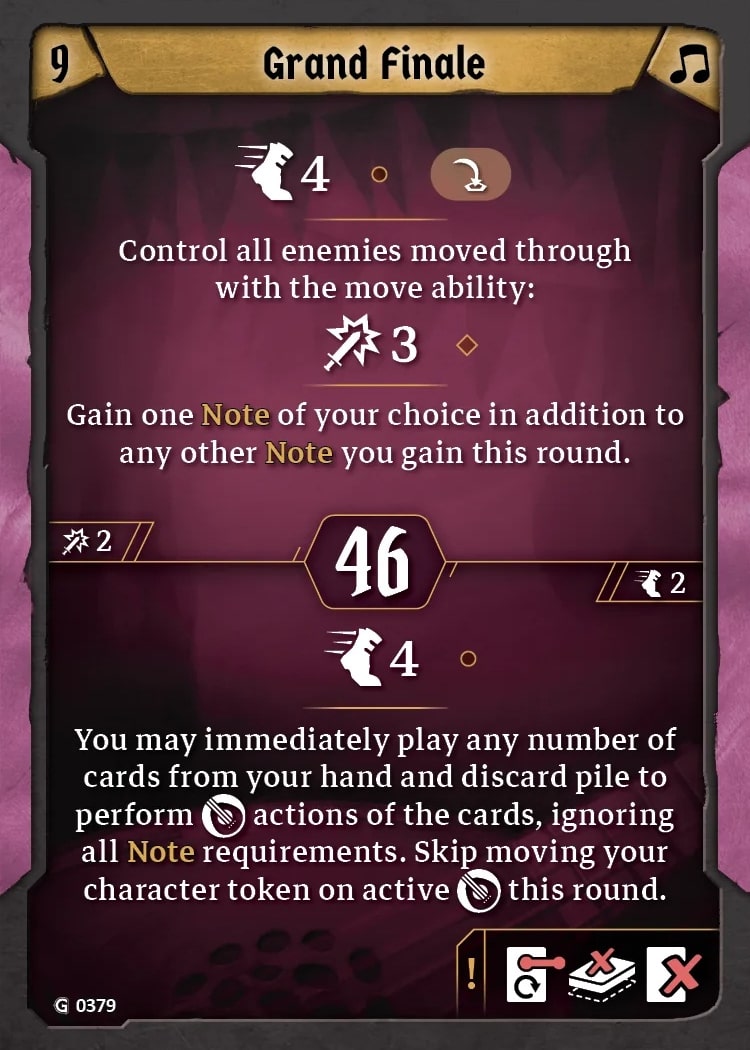 9
Grand Finale
4
Control all enemies moved through
with the move ability:
3
Gain one Note of your choice in addition to
any other Note you gain this round.
2
46
2
4
You may immediately play any number of
cards from your hand and discard pile to
perform actions of the cards, ignoring
all Note requirements. Skip moving your
character token on active this round.
!
G 0379